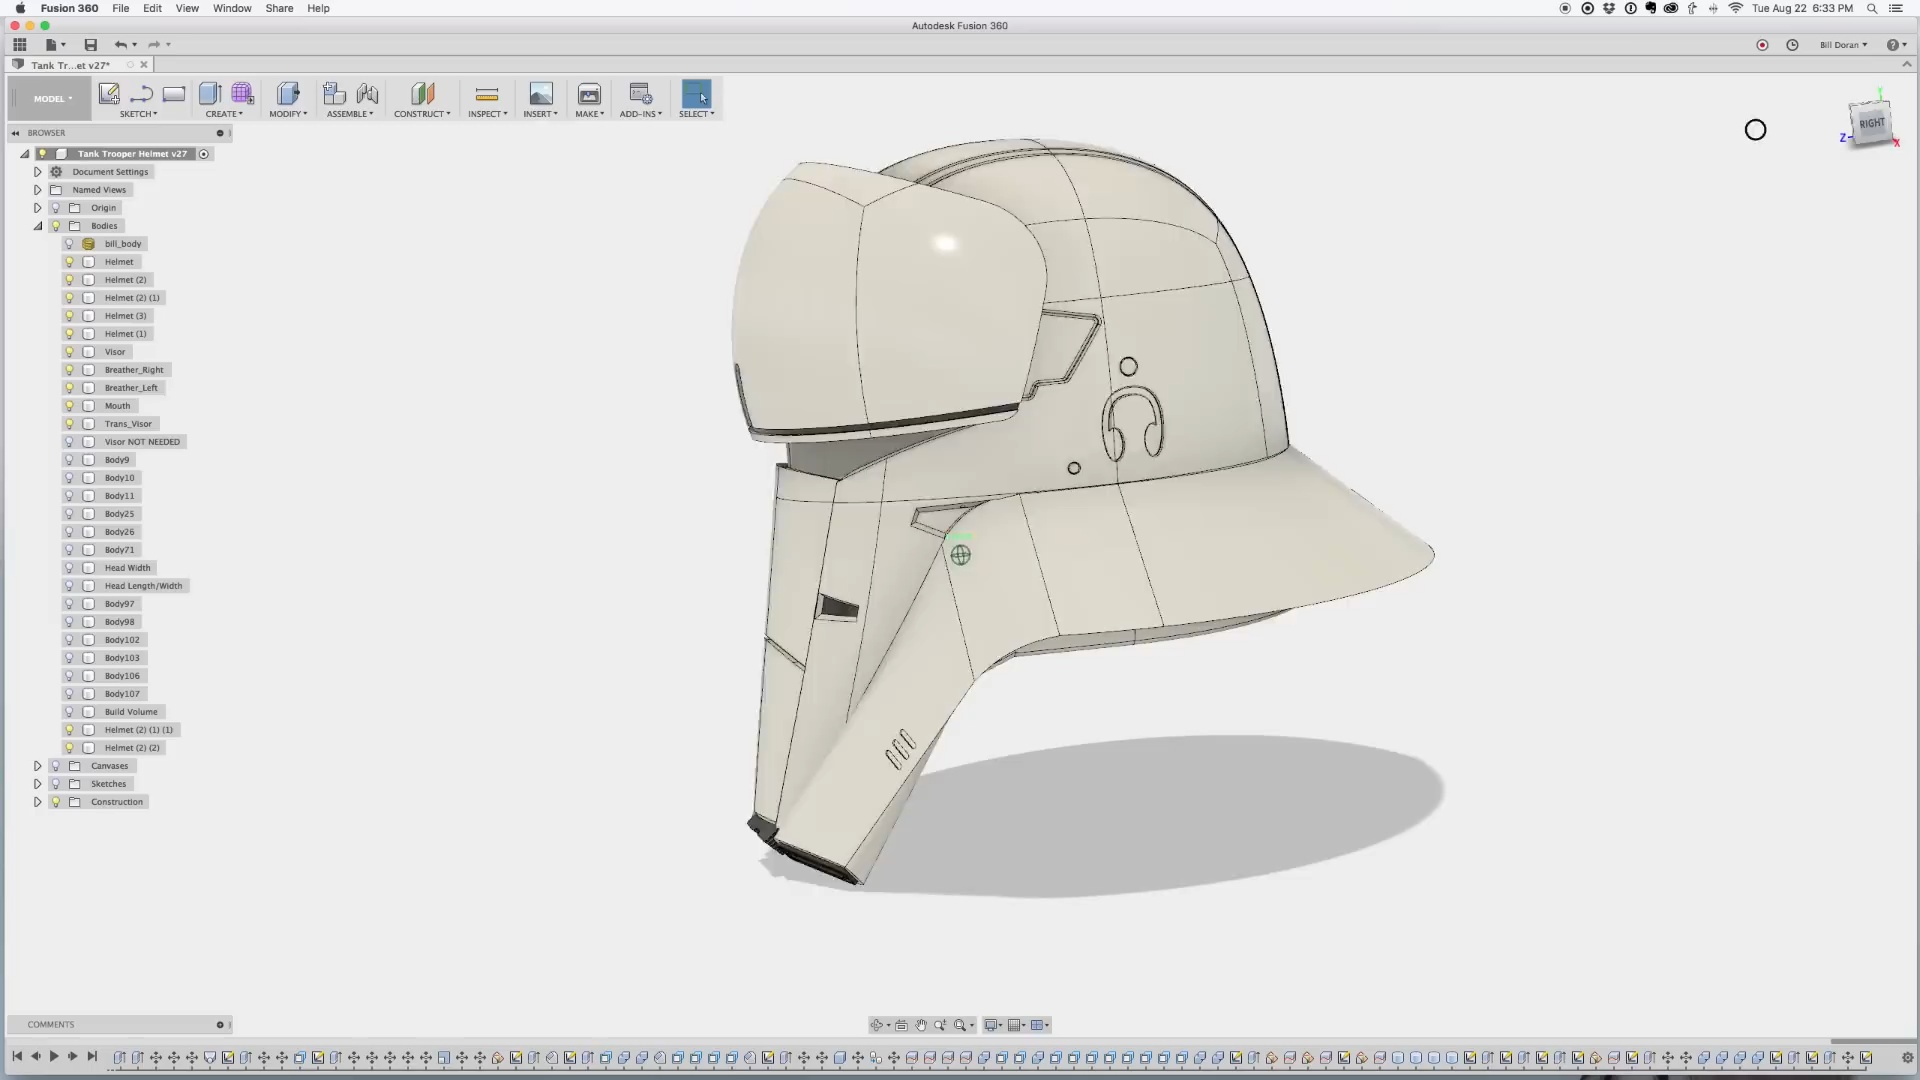 Fusion 360 File Edit View Window Share Help
Tue Aug 22 6:33 PM
Autodesk Fusion 360
Bill Doran
Tank Tr...et v27*
MODEL
SKETCH CREATE MODIFY ASSEMBLE CONSTRUCT INSPECT INSERT MAKE ADD-INS SELECT
Y
RIGHT
Z
X
BROWSER
Tank Trooper Helmet v27
Document Settings
Named Views
Origin
Bodies
bill_body
Helmet
Helmet (2)
Helmet (2) (1)
Helmet (3)
Helmet (1)
Visor
Breather_Right
Breather_Left
Mouth
Trans_Visor
Visor NOT NEEDED
Body9
Body10
Body11
Body25
Body26
Body71
Head Width
Head Length/Width
Body97
Body98
Body102
Body103
Body106
Body107
Build Volume
Helmet (2) (1) (1)
Helmet (2) (2)
Canvases
Sketches
Construction
COMMENTS